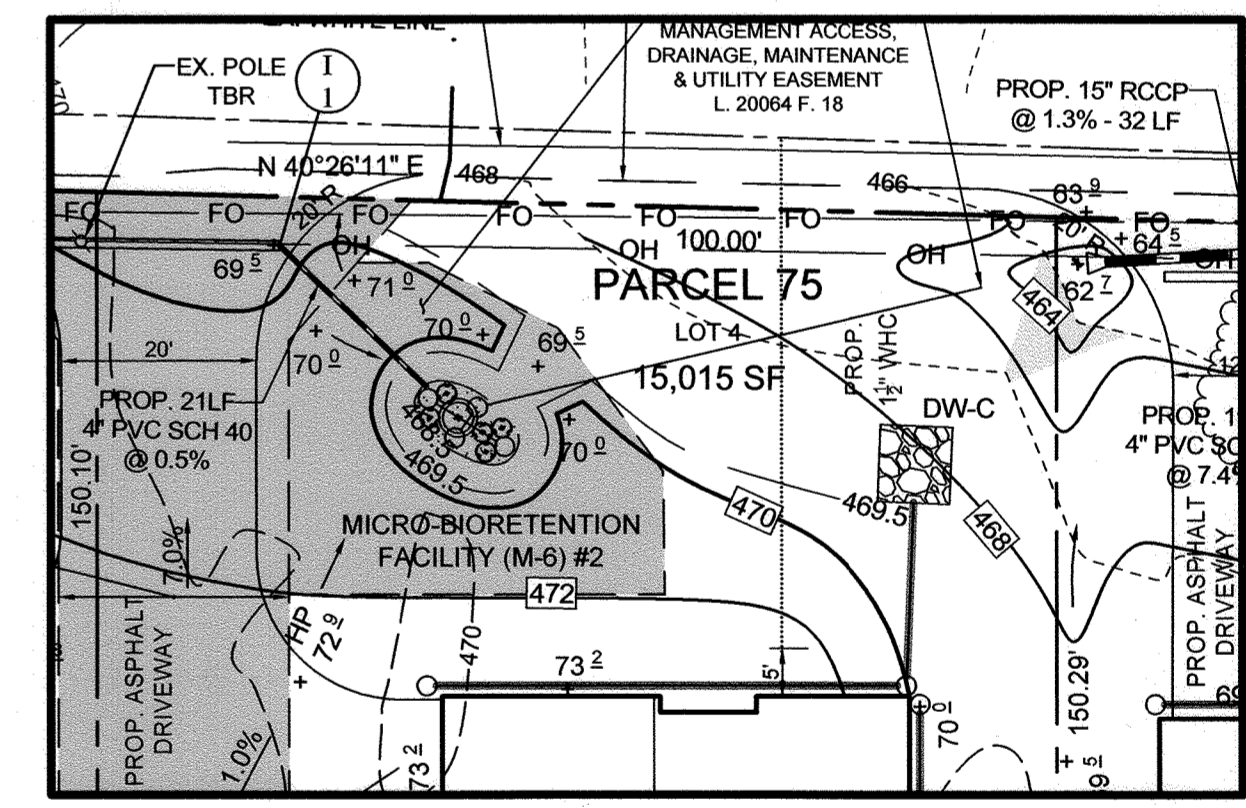 MANAGEMENT ACCESS,
DRAINAGE, MAINTENANCE
& UTILITY EASEMENT
L. 20064 F. 18
EX. POLE
TBR
I
1
PROP. 15" RCCP
@ 1.3% - 32 LF
N 40°26'11" E
468
466
63 9
FO
FO
FO
FO
FO
FO
FO
FO
20' R
20' R
64 5
OH
OH
100.00'
OH
OH
69 5
71 0
62 7
464
PARCEL 75
70 0
69 5
LOT 4
70 0
20'
15,015 SF
PROP.
1½" WHC
DW-C
PROP. 21LF
4" PVC SCH 40
@ 0.5%
150.10'
468.5
469.5
70 0
470
469.5
468
4" PVC SC
@ 7.4%
MICRO-BIORETENTION
FACILITY (M-6) #2
7.0%
472
HP
72 9
470
73 2
5'
PROP. ASPHALT
DRIVEWAY
1.0%
73 2
70 0
150.29'
9 5
PROP. ASPHALT
DRIVEWAY